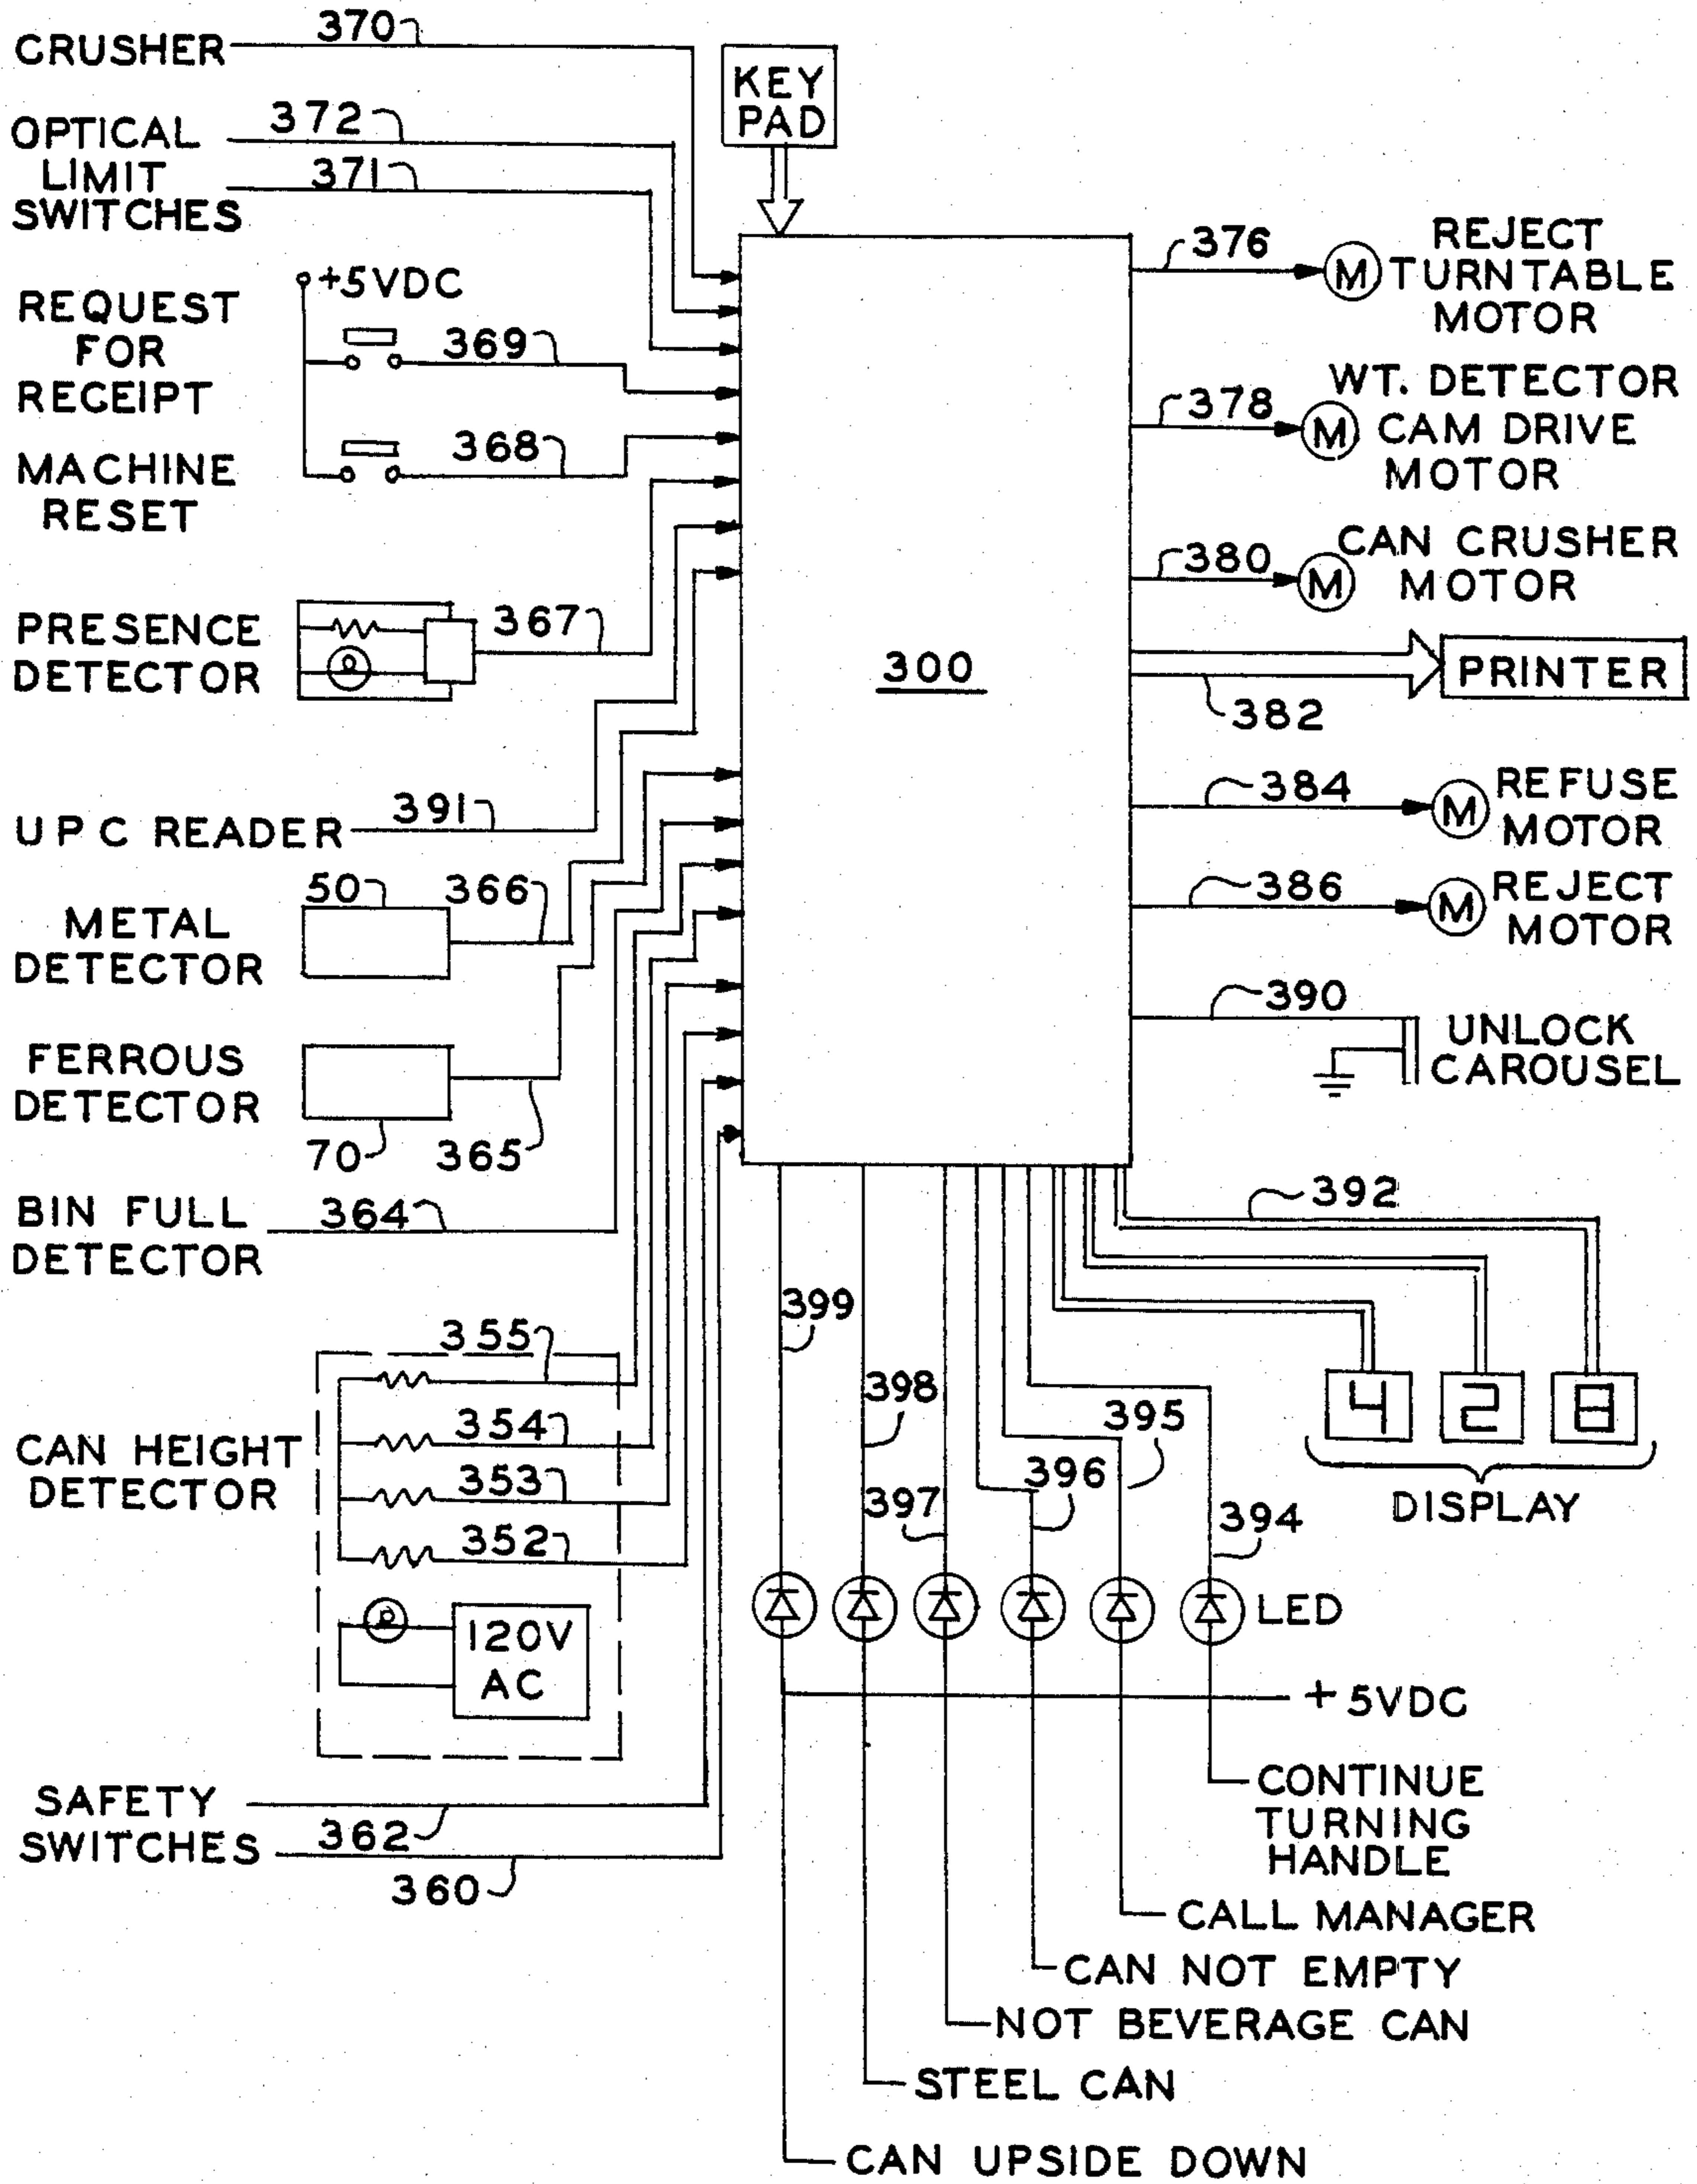 CRUSHER
370
KEY
PAD
OPTICAL
LIMIT
SWITCHES
372
371
+5VDC
REQUEST
FOR
RECEIPT
369
MACHINE
RESET
368
PRESENCE
DETECTOR
367
UPC READER
391
50
366
METAL
DETECTOR
FERROUS
DETECTOR
70
365
BIN FULL
DETECTOR
364
355
354
353
352
CAN HEIGHT
DETECTOR
120V
AC
SAFETY
SWITCHES
362
360
300
376
M
REJECT
TURNTABLE
MOTOR
378
M
WT. DETECTOR
CAM DRIVE
MOTOR
380
M
CAN CRUSHER
MOTOR
PRINTER
382
384
M
REFUSE
MOTOR
386
M
REJECT
MOTOR
390
UNLOCK
CAROUSEL
392
4 2 8
DISPLAY
399
398
397
396
395
394
LED
+5VDC
CONTINUE
TURNING
HANDLE
CALL MANAGER
CAN NOT EMPTY
NOT BEVERAGE CAN
STEEL CAN
CAN UPSIDE DOWN